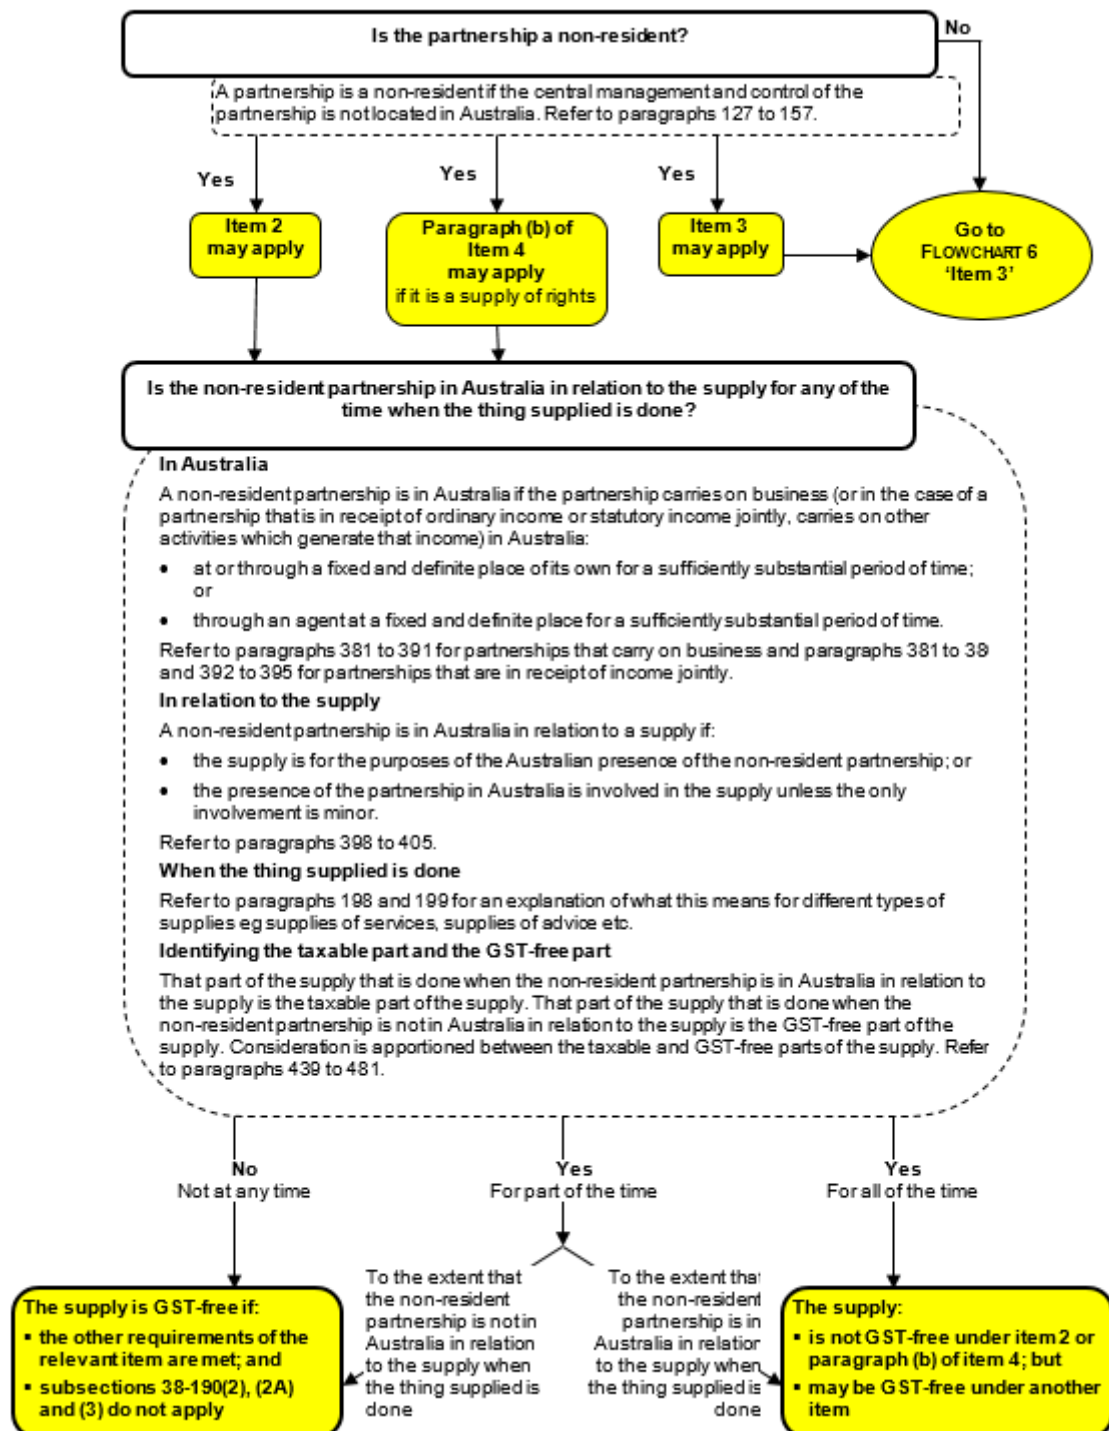 Is the partnership a non-resident?
No
A partnership is a non-resident if the central management and control of the
partnership is not located in Australia. Refer to paragraphs 127 to 157.
Yes
Yes
Yes
Item 2
may apply
Paragraph (b) of
Item 4
may apply
if it is a supply of rights
Item 3
may apply
Go to
FLOWCHART 6
‘Item 3’
Is the non-resident partnership in Australia in relation to the supply for any of the
time when the thing supplied is done?
In Australia
A non-resident partnership is in Australia if the partnership carries on business (or in the case of a
partnership that is in receipt of ordinary income or statutory income jointly, carries on other
activities which generate that income) in Australia:
• at or through a fixed and definite place of its own for a sufficiently substantial period of time;
or
• through an agent at a fixed and definite place for a sufficiently substantial period of time.
Refer to paragraphs 381 to 391 for partnerships that carry on business and paragraphs 381 to 38
and 392 to 395 for partnerships that are in receipt of income jointly.
In relation to the supply
A non-resident partnership is in Australia in relation to a supply if:
• the supply is for the purposes of the Australian presence of the non-resident partnership; or
• the presence of the partnership in Australia is involved in the supply unless the only
involvement is minor.
Refer to paragraphs 398 to 405.
When the thing supplied is done
Refer to paragraphs 198 and 199 for an explanation of what this means for different types of
supplies eg supplies of services, supplies of advice etc.
Identifying the taxable part and the GST-free part
That part of the supply that is done when the non-resident partnership is in Australia in relation to
the supply is the taxable part of the supply. That part of the supply that is done when the
non-resident partnership is not in Australia in relation to the supply is the GST-free part of the
supply. Consideration is apportioned between the taxable and GST-free parts of the supply. Refer
to paragraphs 439 to 481.
No
Not at any time
Yes
For part of the time
Yes
For all of the time
The supply is GST-free if:
▪ the other requirements of the
relevant item are met; and
▪ subsections 38-190(2), (2A)
and (3) do not apply
To the extent that
the non-resident
partnership is not in
Australia in relation
to the supply when
the thing supplied is
done
To the extent that
the non-resident
partnership is in
Australia in relation
to the supply when
the thing supplied is
done
The supply:
▪ is not GST-free under item 2 or
paragraph (b) of item 4; but
▪ may be GST-free under another
item